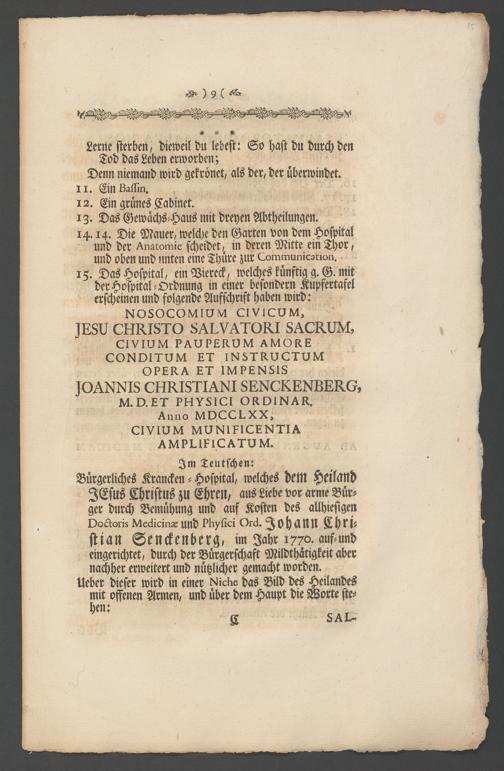 ) 9 (
* * *
Lerne sterben, dieweil du lebest: So hast du durch den
Tod das Leben erworben;
Denn niemand wird gekrönet, als der, der überwindet.
11. Ein Bassin.
12. Ein grünes Cabinet.
13. Das Gewächs-Haus mit dreyen Abtheilungen.
14. 14. Die Mauer, welche den Garten von dem Hospital
und der Anatomie scheidet, in deren Mitte ein Thor,
und oben und unten eine Thüre zur Communication.
15. Das Hospital, ein Viereck, welches künftig g. G. mit
der Hospital-Ordnung in einer besondern Kupfertafel
erscheinen und folgende Aufschrift haben wird:
NOSOCOMIUM CIVICUM,
JESU CHRISTO SALVATORI SACRUM,
CIVIUM PAUPERUM AMORE
CONDITUM ET INSTRUCTUM
OPERA ET IMPENSIS
JOANNIS CHRISTIANI SENCKENBERG,
M. D. ET PHYSICI ORDINAR.
Anno MDCCLXX,
CIVIUM MUNIFICENTIA
AMPLIFICATUM.
Im Teutschen:
Bürgerliches Krancken-Hospital, welches dem Heiland
JEsus Christus zu Ehren, aus Liebe vor arme Bür-
ger durch Bemühung und auf Kosten des allhiesigen
Doctoris Medicinæ und Physici Ord. Johann Chri-
stian Senckenberg, im Jahr 1770. auf- und
eingerichtet, durch der Bürgerschaft Mildthätigkeit aber
nachher erweitert und nützlicher gemacht worden.
Ueber dieser wird in einer Niche das Bild des Heilandes
mit offenen Armen, und über dem Haupt die Worte ste-
hen:
C SAL-